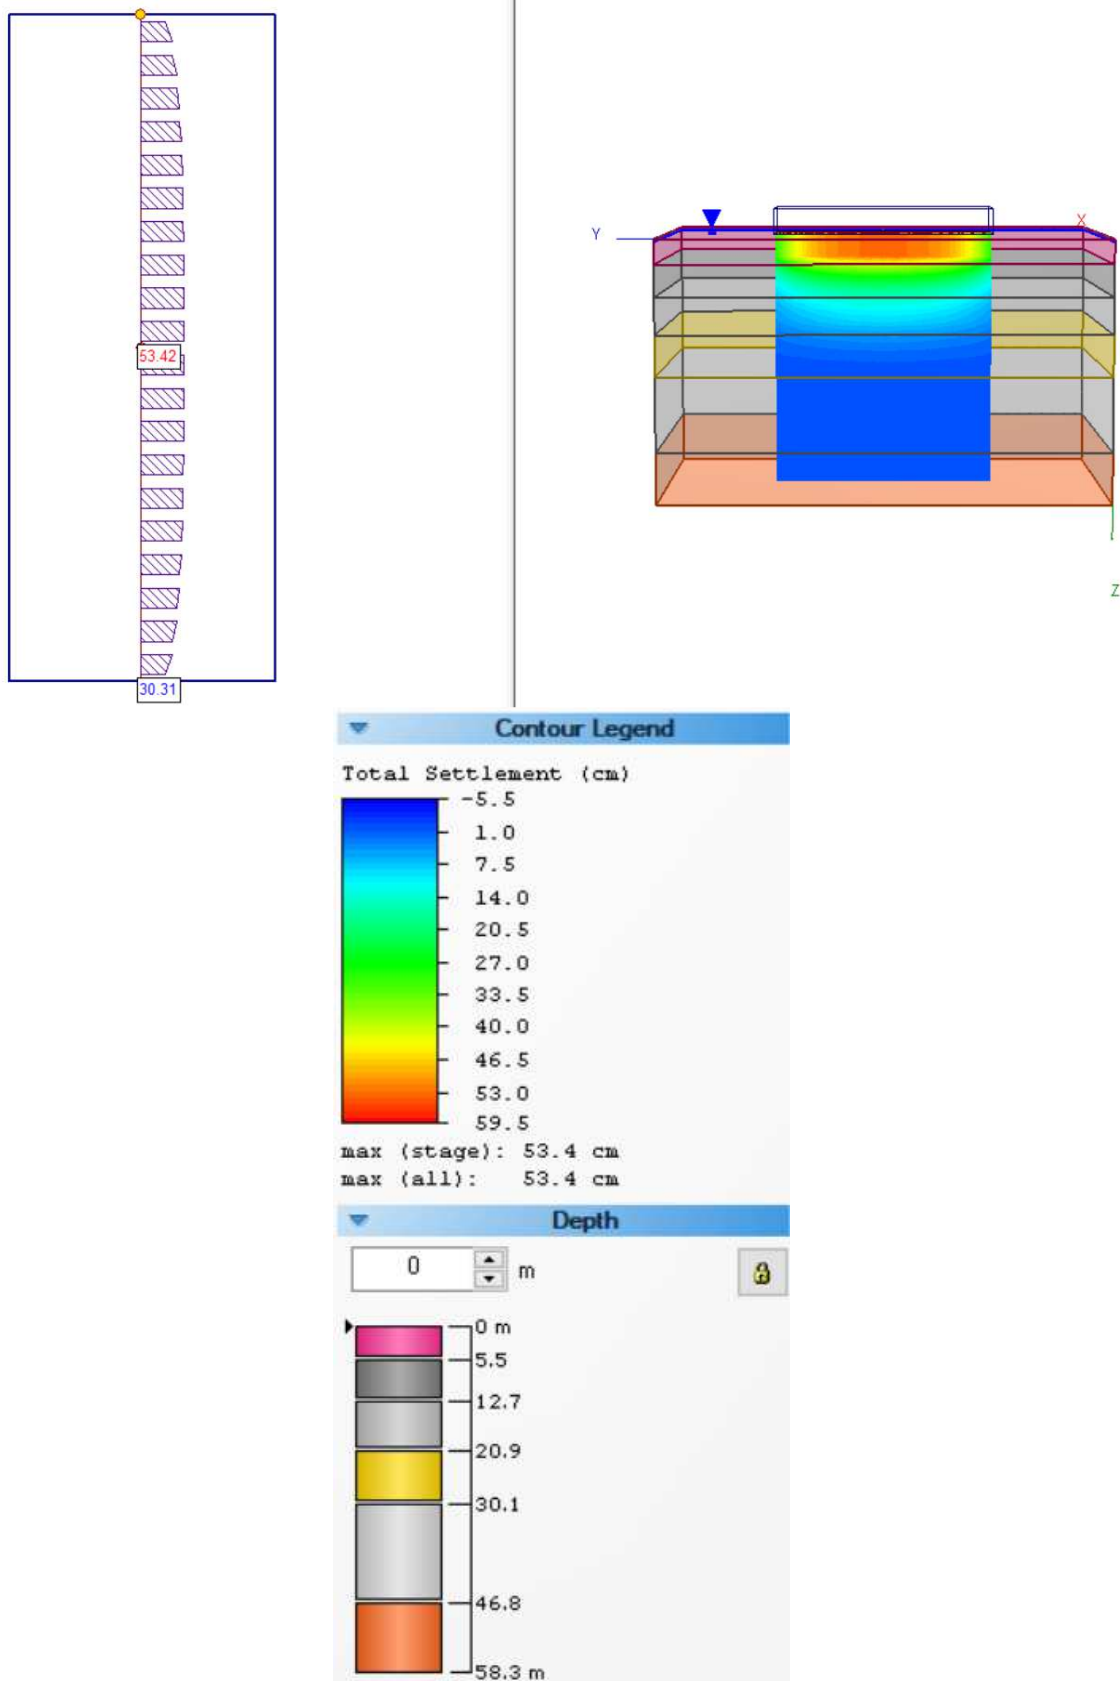 53.42
30.31
Y
X
Z
Contour Legend
Total Settlement (cm)
-5.5
1.0
7.5
14.0
20.5
27.0
33.5
40.0
46.5
53.0
59.5
max (stage): 53.4 cm
max (all): 53.4 cm
Depth
0 m
0 m
5.5
12.7
20.9
30.1
46.8
58.3 m